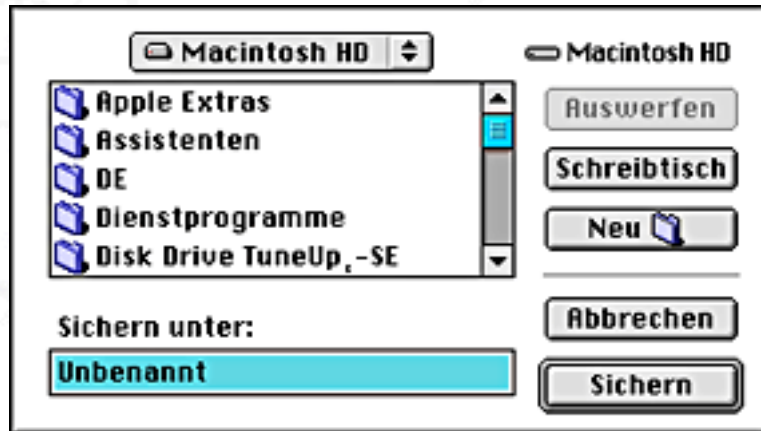 Macintosh HD
Macintosh HD
Apple Extras
Assistenten
DE
Dienstprogramme
Disk Drive TuneUp˛-SE
Auswerfen
Schreibtisch
Neu
Sichern unter:
Unbenannt
Abbrechen
Sichern